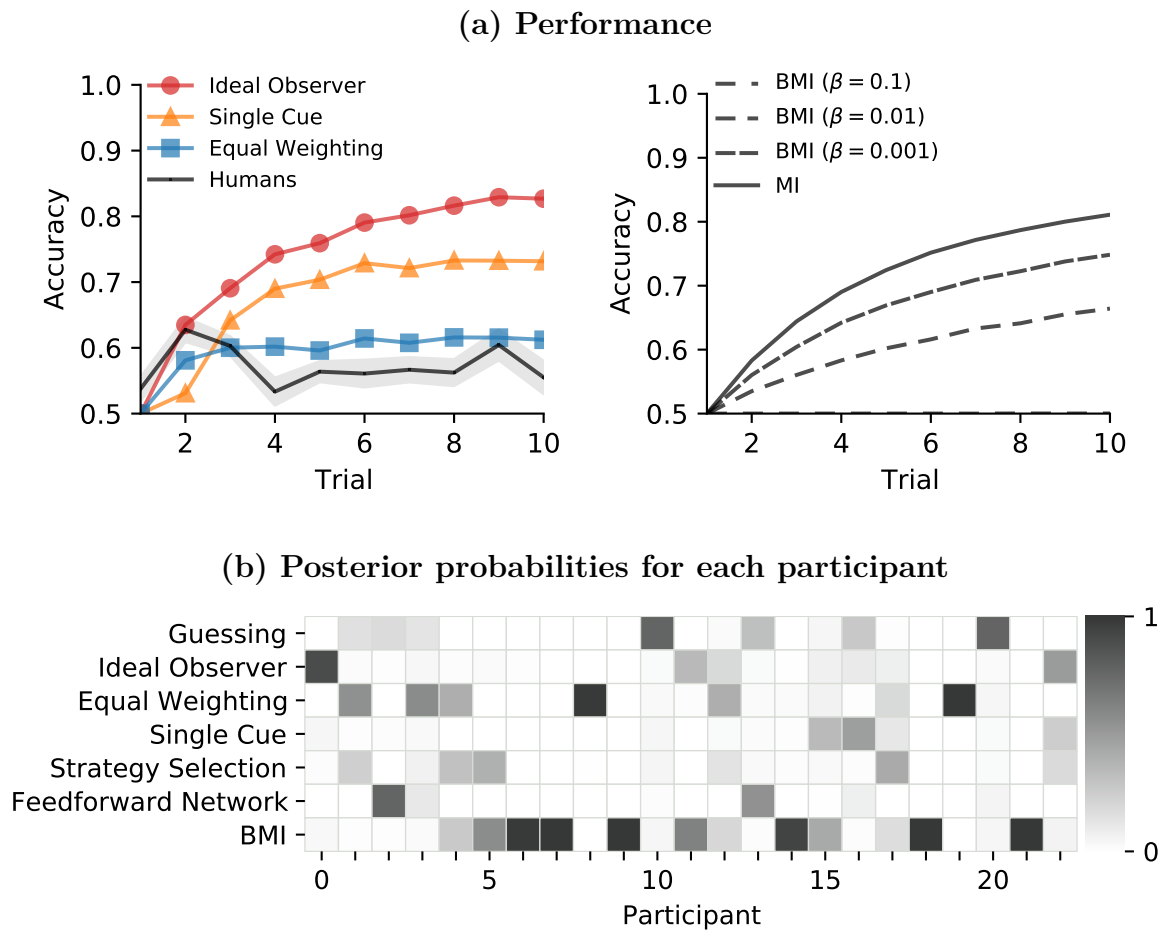 (a) Performance
1.0
0.9
0.8
0.7
0.6
0.5
Accuracy
2 4 6 8 10
Trial
Ideal Observer
Single Cue
Equal Weighting
Humans
1.0
0.9
0.8
0.7
0.6
0.5
Accuracy
2 4 6 8 10
Trial
BMI (β = 0.1)
BMI (β = 0.01)
BMI (β = 0.001)
MI
(b) Posterior probabilities for each participant
Guessing
Ideal Observer
Equal Weighting
Single Cue
Strategy Selection
Feedforward Network
BMI
0 5 10 15 20
Participant
1
0